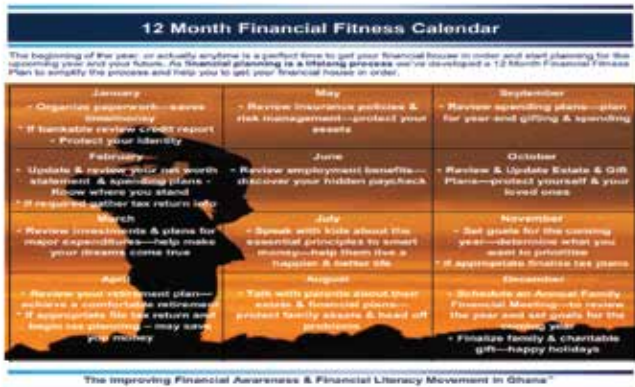 12 Month Financial Fitness Calendar
The beginning of the year, or actually anytime is a perfect time to get your financial house in order and start planning for the
upcoming year and your future. As financial planning is a lifelong process we've developed a 12 Month Financial Fitness
Plan to simplify the process and help you to get your financial house in order.
January
• Organize paperwork—saves
time/money
* If bankable review credit report
• Protect your identity
February
• Update & review your net worth
statement & spending plans -
Know where you stand
* If required gather tax return info
March
• Review investments & plans for
major expenditures—help make
your dreams come true
April
• Review your retirement plan—
achieve a comfortable retirement
* If appropriate file tax return and
begin tax planning – may save
you money
May
• Review insurance policies &
risk management—protect your
assets
June
• Review employment benefits—
discover your hidden paycheck
July
• Speak with kids about the
essential principles to smart
money—help them live a
happier & better life
August
• Talk with parents about their
estate & financial plans—
protect family assets & head off
problems
September
• Review spending plans—plan
for year end gifting & spending
October
• Review & Update Estate & Gift
Plans—protect yourself & your
loved ones
November
• Set goals for the coming
year—determine what you
want to prioritize
* If appropriate finalize tax plans
December
• Schedule an Annual Family
Financial Meeting—to review
the year and set goals for the
coming year
• Finalize family & charitable
gift—happy holidays
The Improving Financial Awareness & Financial Literacy Movement in Ghana™